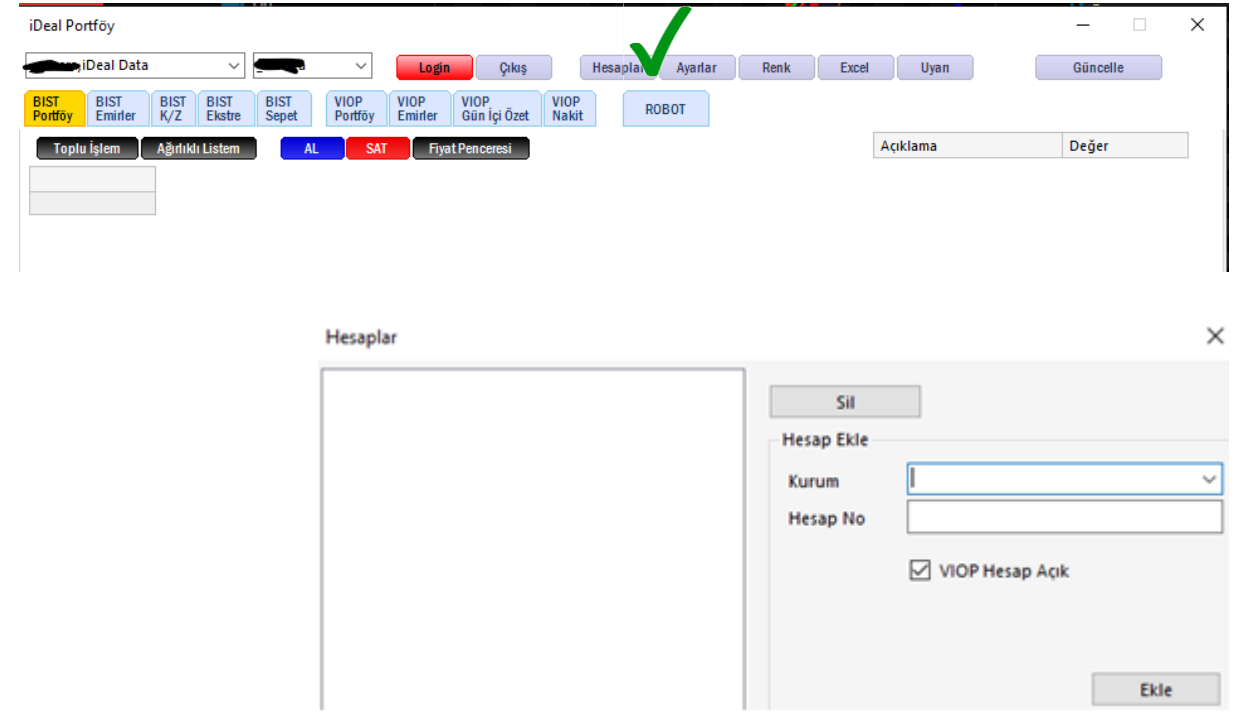 iDeal Portföy
iDeal Data
Login Çıkış Hesaplar Ayarlar Renk Excel Uyarı Güncelle
BIST Portföy BIST Emirler BIST K/Z BIST Ekstre BIST Sepet VIOP Portföy VIOP Emirler VIOP Gün İçi Özet VIOP Nakit ROBOT
Toplu İşlem Ağırlıklı Listem AL SAT Fiyat Penceresi Açıklama Değer
Hesaplar
Sil
Hesap Ekle
Kurum
Hesap No
VIOP Hesap Açık
Ekle